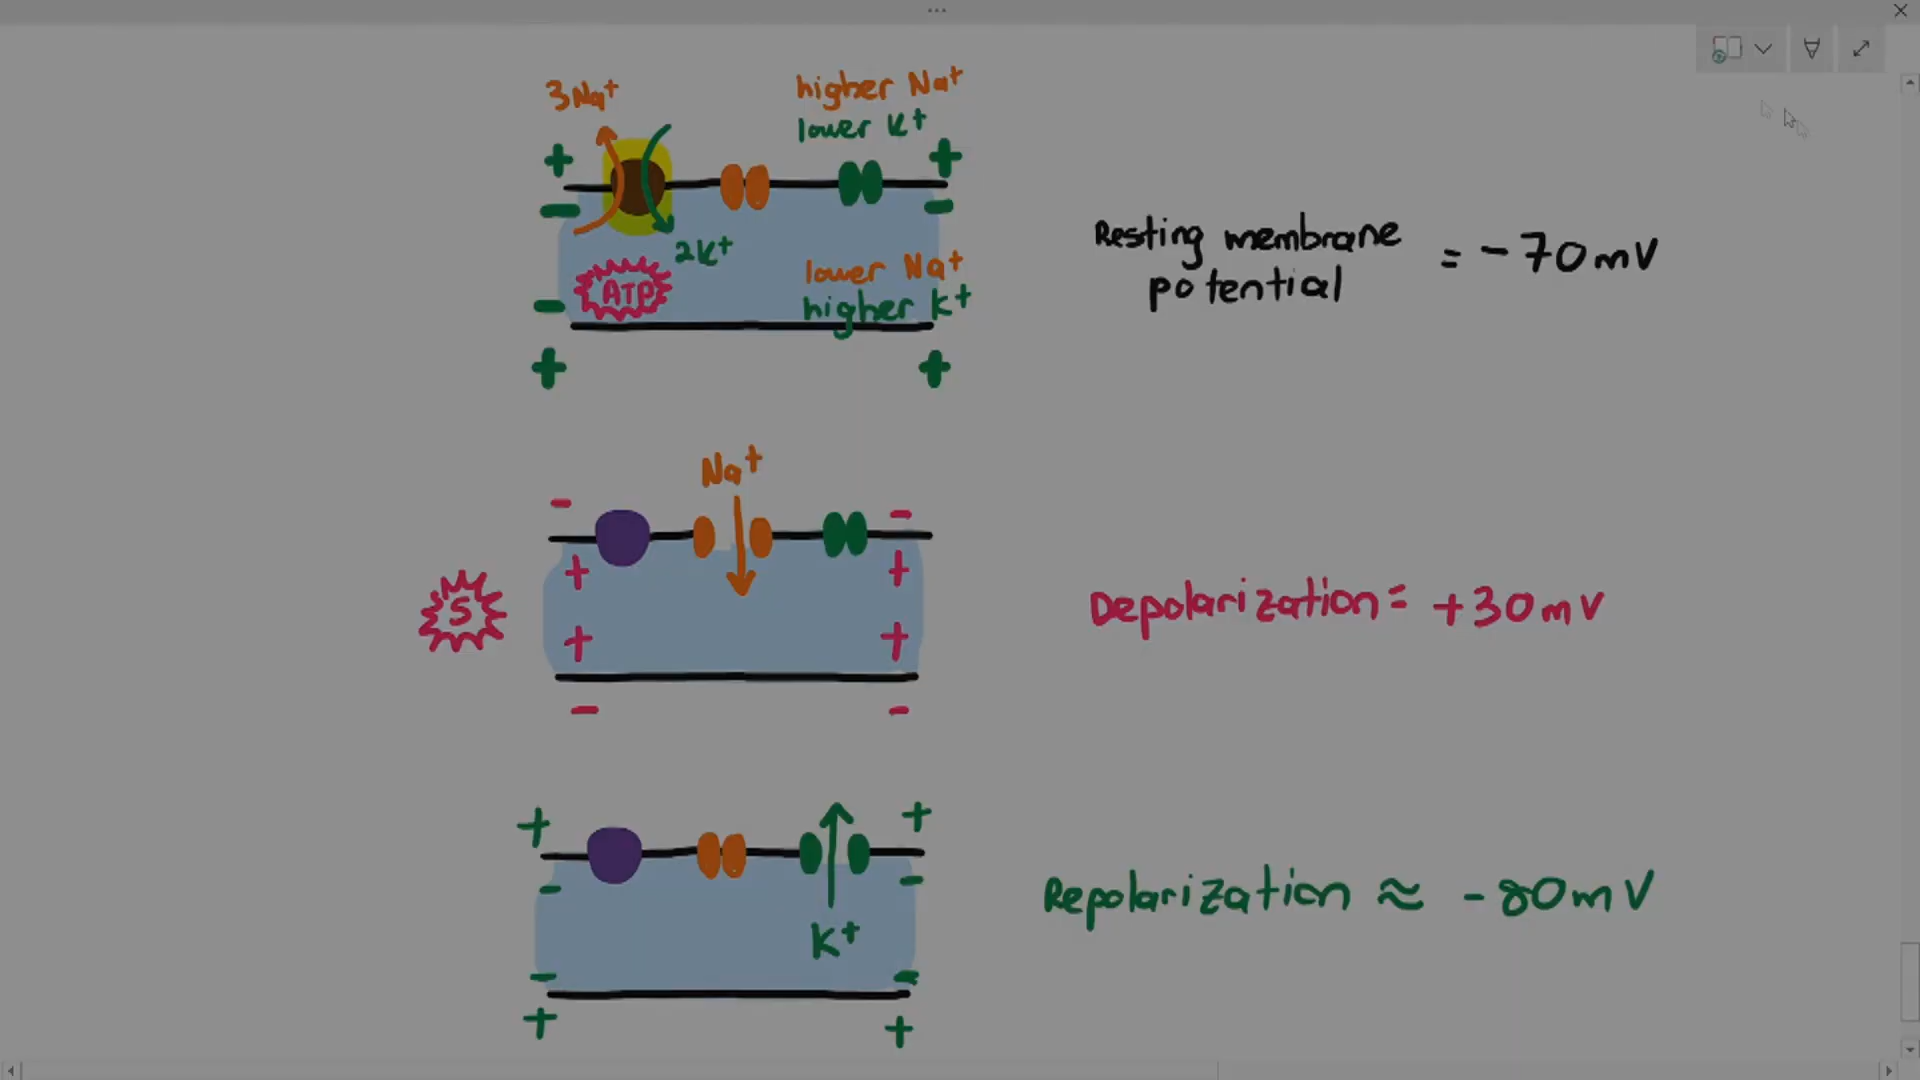 3Na⁺
higher Na⁺
lower K⁺
+ +
- -
2K⁺
ATP
lower Na⁺
higher K⁺
-
+ +
Resting membrane
potential = -70mV
Na⁺
- -
+ +
S
+ +
- -
Depolarization = +30mV
+ +
- -
K⁺
- -
+ +
Repolarization ≈ -80mV